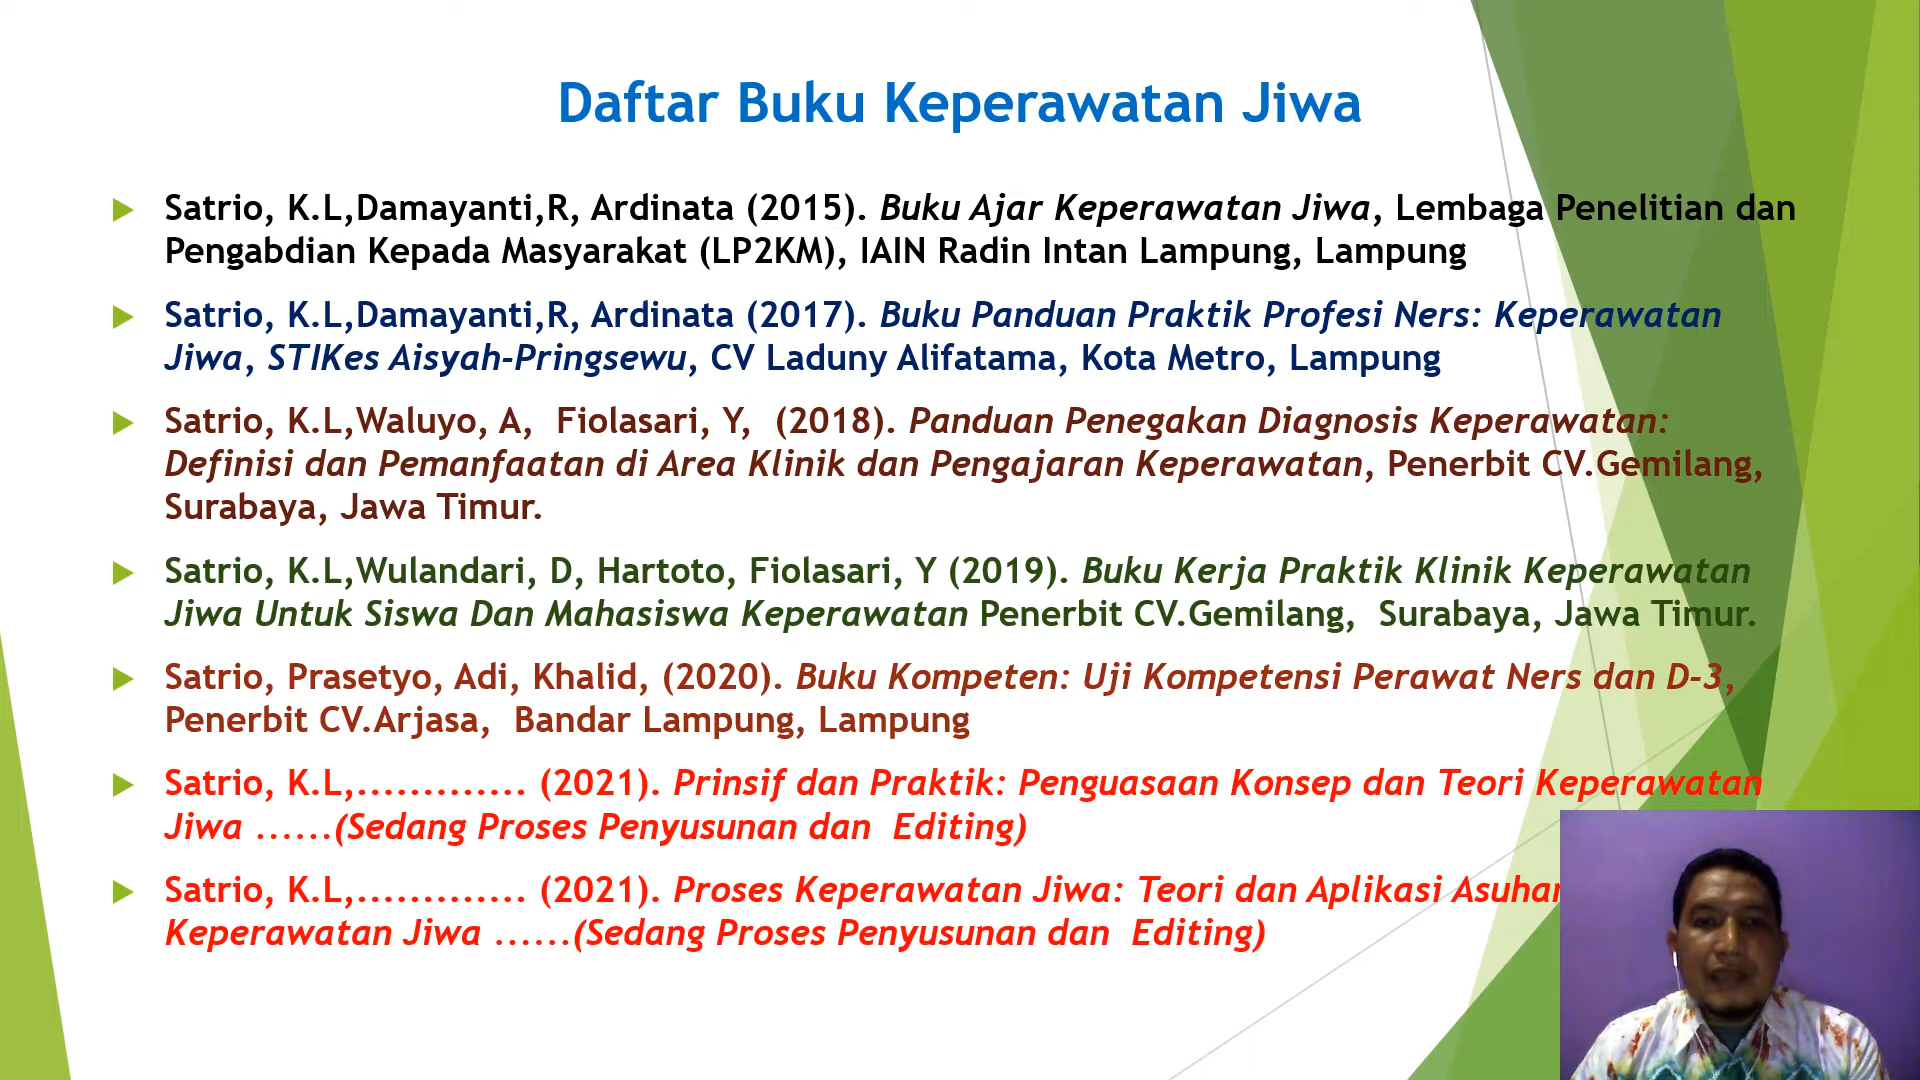 Daftar Buku Keperawatan Jiwa
Satrio, K.L,Damayanti,R, Ardinata (2015). Buku Ajar Keperawatan Jiwa, Lembaga Penelitian dan
Pengabdian Kepada Masyarakat (LP2KM), IAIN Radin Intan Lampung, Lampung
Satrio, K.L,Damayanti,R, Ardinata (2017). Buku Panduan Praktik Profesi Ners: Keperawatan
Jiwa, STIKes Aisyah-Pringsewu, CV Laduny Alifatama, Kota Metro, Lampung
Satrio, K.L,Waluyo, A,  Fiolasari, Y,  (2018). Panduan Penegakan Diagnosis Keperawatan:
Definisi dan Pemanfaatan di Area Klinik dan Pengajaran Keperawatan, Penerbit CV.Gemilang,
Surabaya, Jawa Timur.
Satrio, K.L,Wulandari, D, Hartoto, Fiolasari, Y (2019). Buku Kerja Praktik Klinik Keperawatan
Jiwa Untuk Siswa Dan Mahasiswa Keperawatan Penerbit CV.Gemilang,  Surabaya, Jawa Timur.
Satrio, Prasetyo, Adi, Khalid, (2020). Buku Kompeten: Uji Kompetensi Perawat Ners dan D-3,
Penerbit CV.Arjasa,  Bandar Lampung, Lampung
Satrio, K.L,............. (2021). Prinsif dan Praktik: Penguasaan Konsep dan Teori Keperawatan
Jiwa ......(Sedang Proses Penyusunan dan  Editing)
Satrio, K.L,............. (2021). Proses Keperawatan Jiwa: Teori dan Aplikasi Asuhan
Keperawatan Jiwa ......(Sedang Proses Penyusunan dan  Editing)